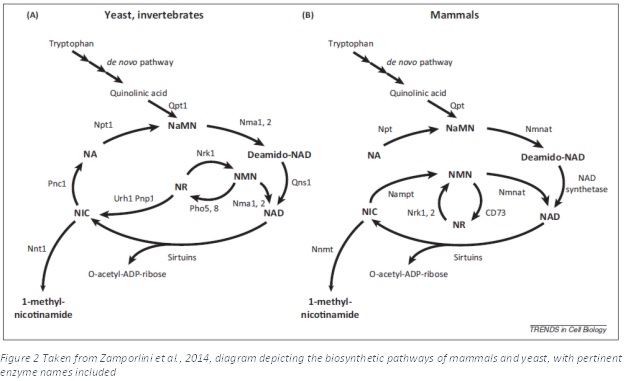 (A) Yeast, invertebrates
Tryptophan
de novo pathway
Quinolinic acid
Qpt1
Npt1
NaMN
Nma1, 2
NA
Deamido-NAD
Nrk1
Pnc1
NR
NMN
Qns1
Urh1 Pnp1
Pho5, 8
Nma1, 2
NIC
NAD
Nnt1
Sirtuins
O-acetyl-ADP-ribose
1-methyl-
nicotinamide
(B) Mammals
Tryptophan
de novo pathway
Quinolinic acid
Qpt
Npt
NaMN
Nmnat
NA
Deamido-NAD
NMN
NAD
synthetase
Nampt
Nmnat
NIC
Nrk1, 2
CD73
NAD
NR
Nnmt
Sirtuins
O-acetyl-ADP-ribose
1-methyl-
nicotinamide
TRENDS in Cell Biology
Figure 2 Taken from Zamporlini et al., 2014, diagram depicting the biosynthetic pathways of mammals and yeast, with pertinent
enzyme names included